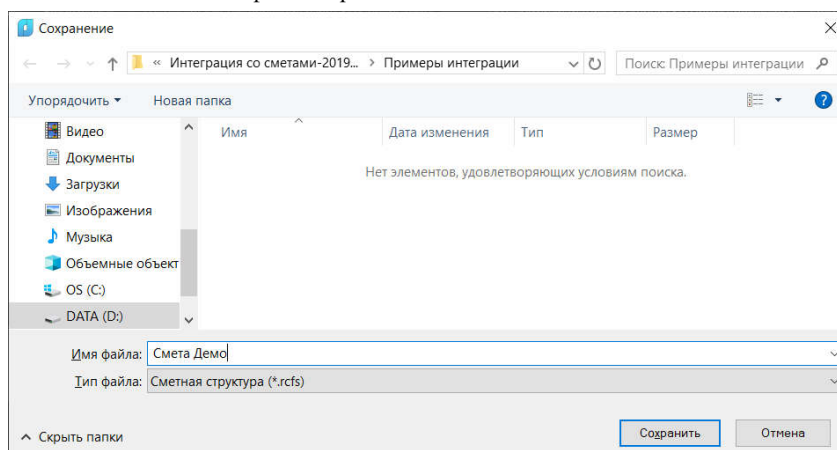 Сохранение
« Интеграция со сметами-2019... > Примеры интеграции
Поиск: Примеры интеграции
Упорядочить
Новая папка
Имя
Дата изменения
Тип
Размер
Нет элементов, удовлетворяющих условиям поиска.
Видео
Документы
Загрузки
Изображения
Музыка
Объемные объект
OS (C:)
DATA (D:)
Имя файла: Смета Демо
Тип файла: Сметная структура (*.rcfs)
Скрыть папки
Сохранить
Отмена